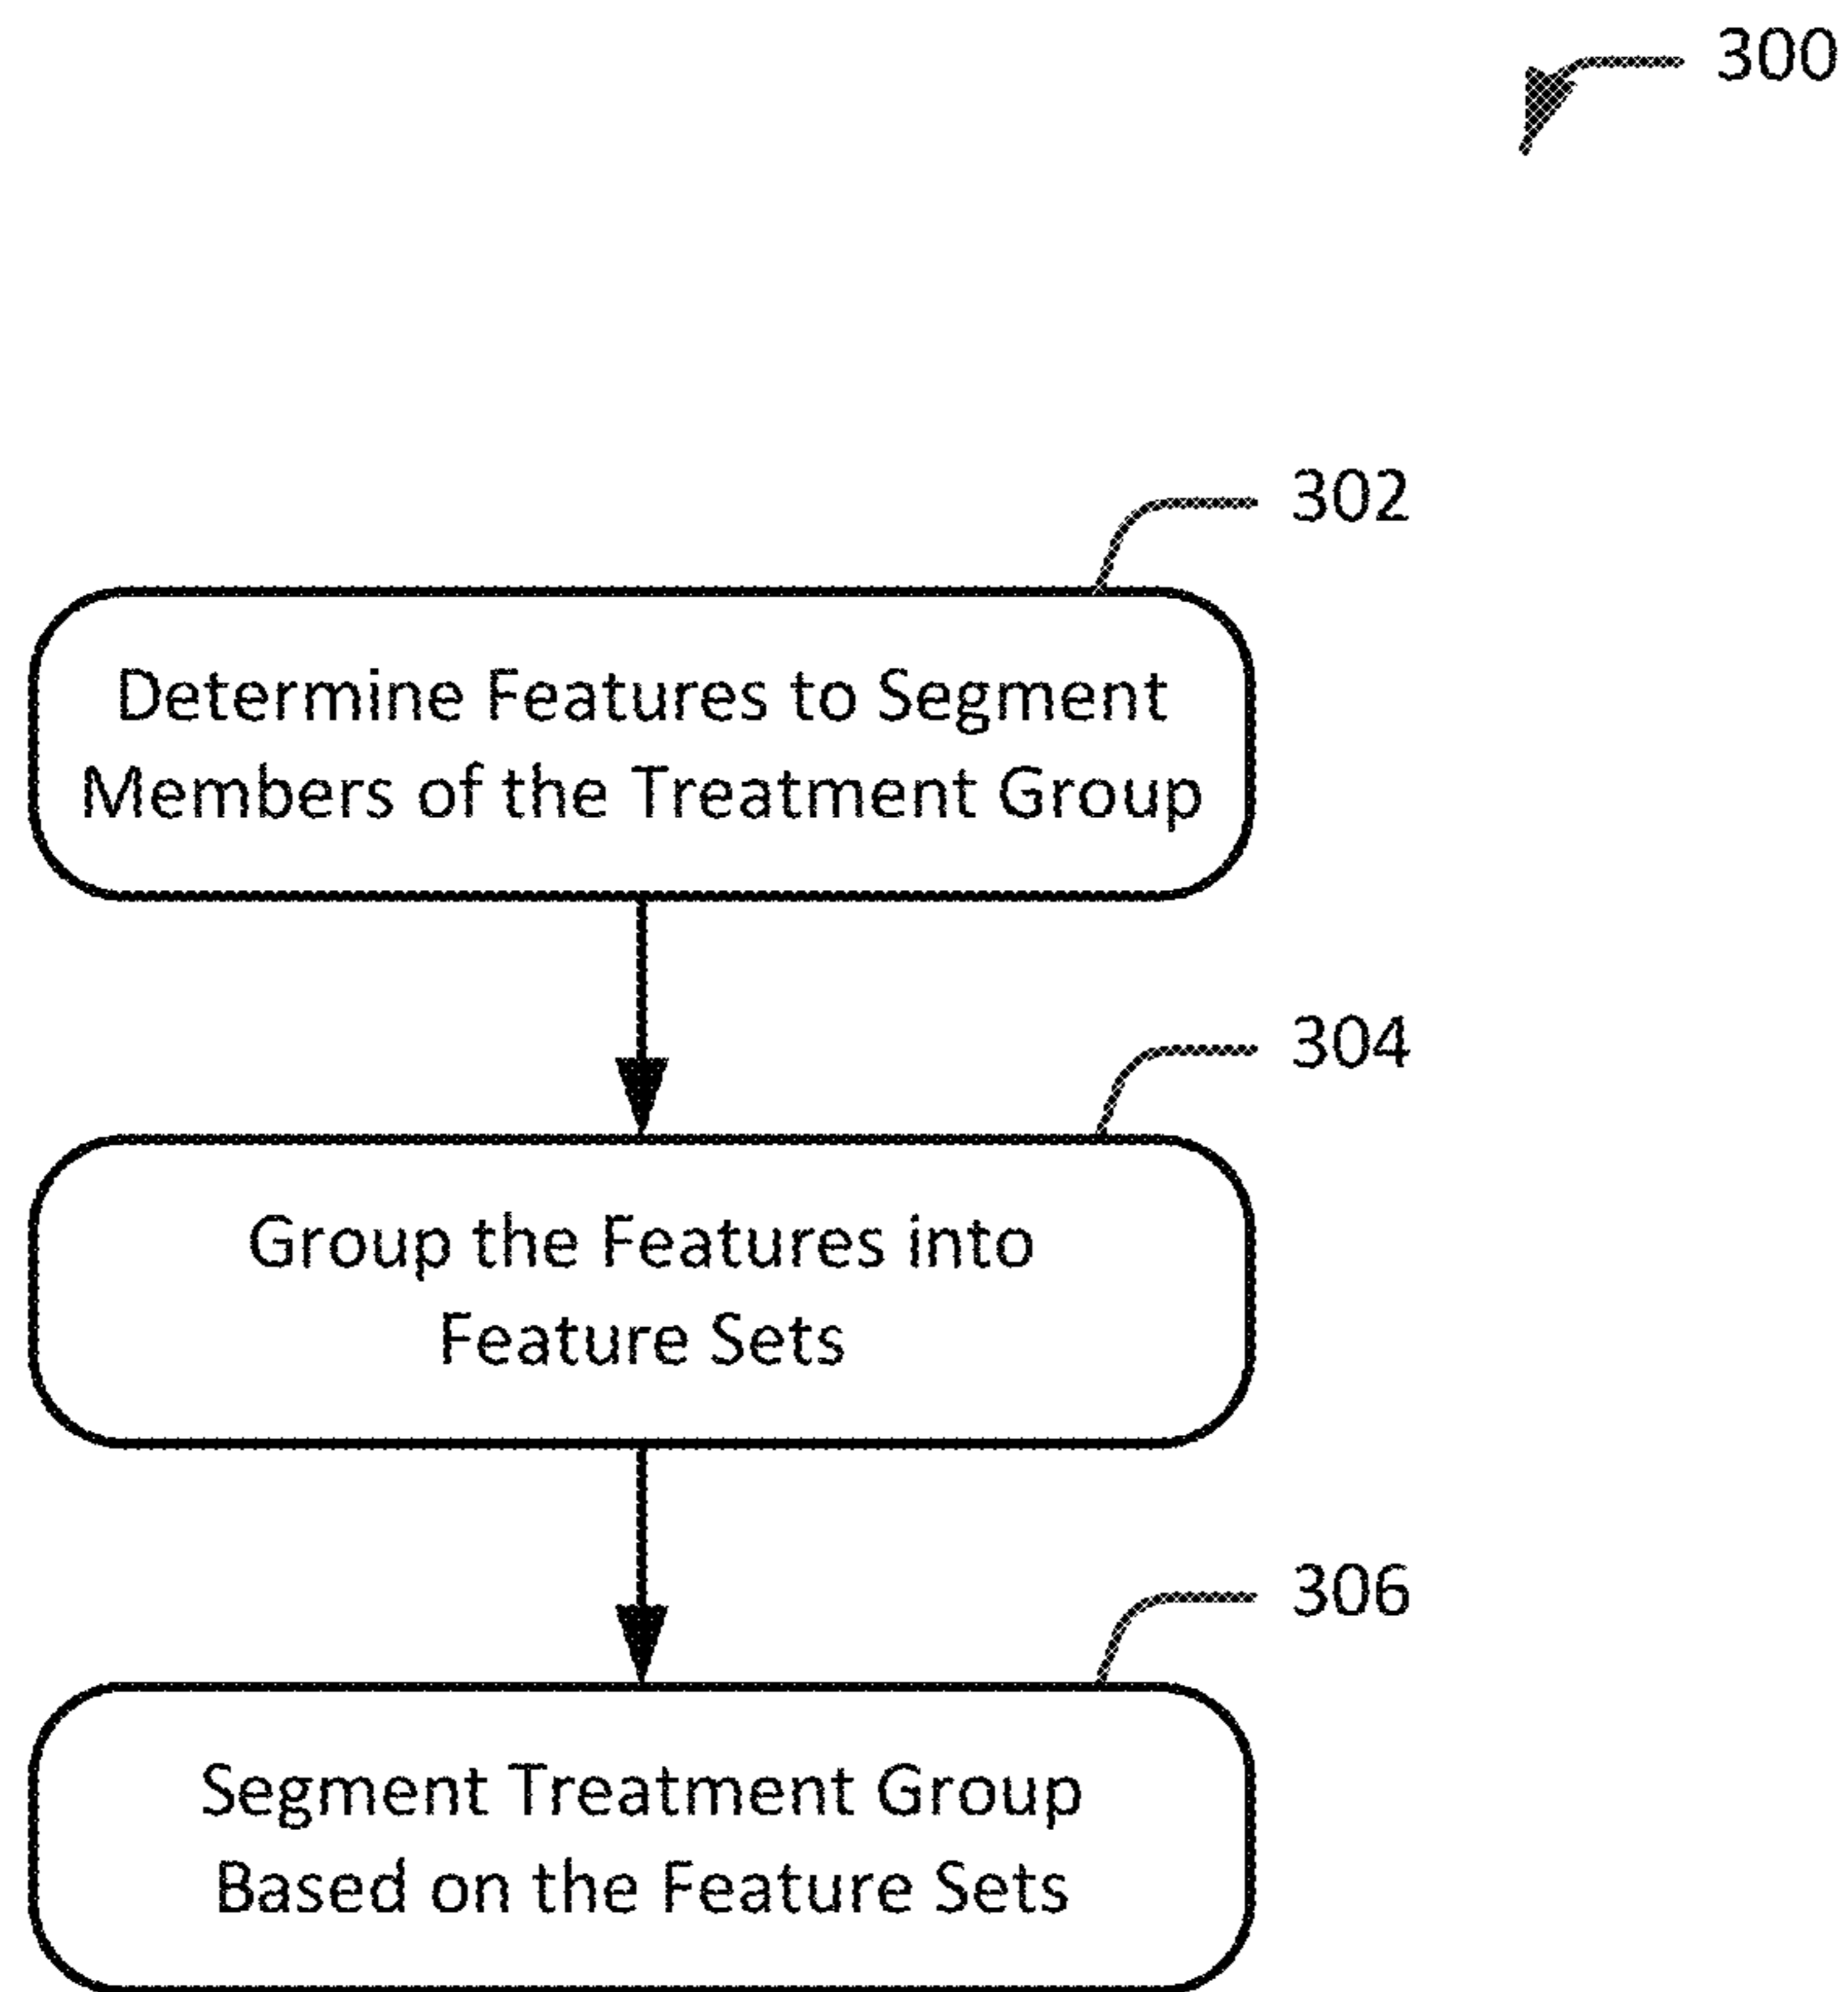 300
302
Determine Features to Segment
Members of the Treatment Group
304
Group the Features into
Feature Sets
306
Segment Treatment Group
Based on the Feature Sets